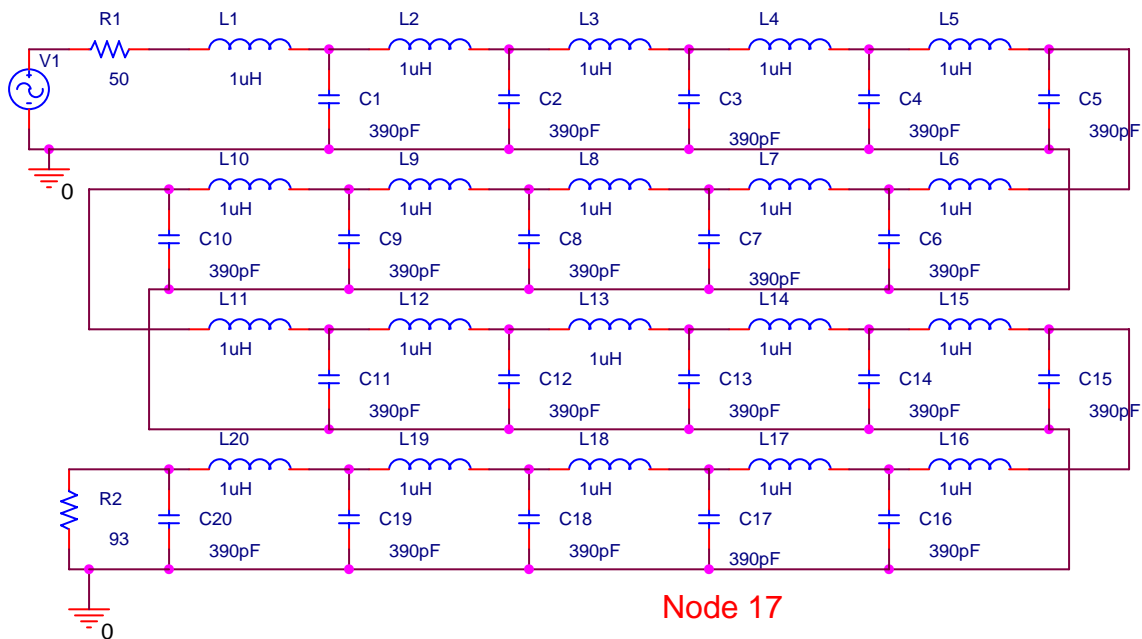 R1 L1 L2 L3 L4 L5
V1
50 1uH 1uH 1uH 1uH 1uH
C1 C2 C3 C4 C5
390pF 390pF 390pF 390pF 390pF
0
L10 L9 L8 L7 L6
1uH 1uH 1uH 1uH 1uH
C10 C9 C8 C7 C6
390pF 390pF 390pF 390pF 390pF
L11 L12 L13 L14 L15
1uH 1uH 1uH 1uH 1uH
C11 C12 C13 C14 C15
390pF 390pF 390pF 390pF 390pF
L20 L19 L18 L17 L16
1uH 1uH 1uH 1uH 1uH
R2 C20 C19 C18 C17 C16
93 390pF 390pF 390pF 390pF 390pF
Node 17
0